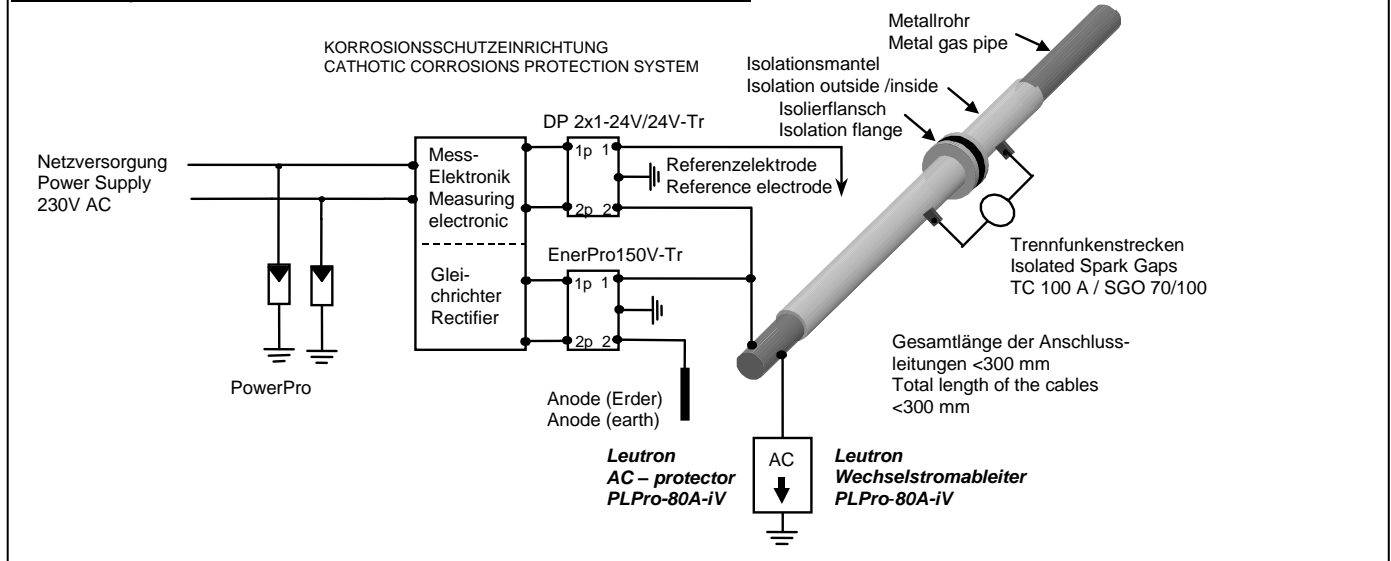 KORROSIONSSCHUTZEINRICHTUNG
CATHOTIC CORROSIONS PROTECTION SYSTEM
Metallrohr
Metal gas pipe
Isolationsmantel
Isolation outside /inside
Isolierflansch
Isolation flange
DP 2x1-24V/24V-Tr
Netzversorgung
Power Supply
230V AC
Mess-
Elektronik
Measuring
electronic
1p 1
2p 2
Referenzelektrode
Reference electrode
EnerPro150V-Tr
Glei-
chrichter
Rectifier
1p 1
2p 2
Trennfunkenstrecken
Isolated Spark Gaps
TC 100 A / SGO 70/100
Gesamtlänge der Anschluss-
leitungen <300 mm
Total length of the cables
<300 mm
PowerPro
Anode (Erder)
Anode (earth)
Leutron
AC – protector
PLPro-80A-iV
AC
Leutron
Wechselstromableiter
PLPro-80A-iV